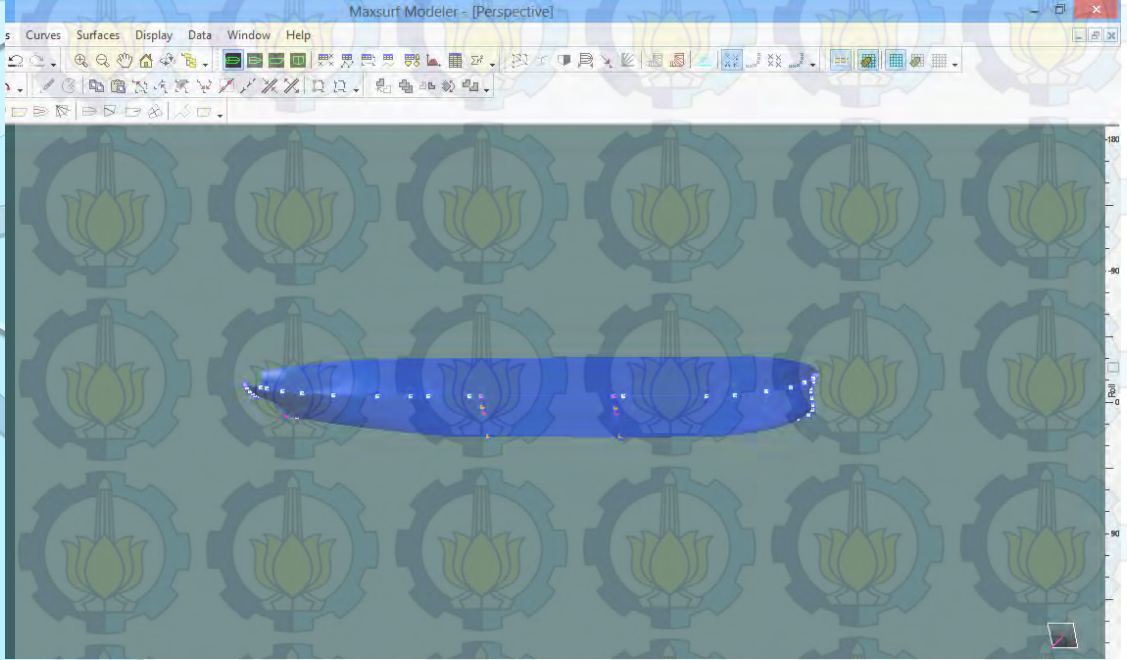 Maxsurf Modeler - [Perspective]
s Curves Surfaces Display Data Window Help
-180
-90
Roll
0
90